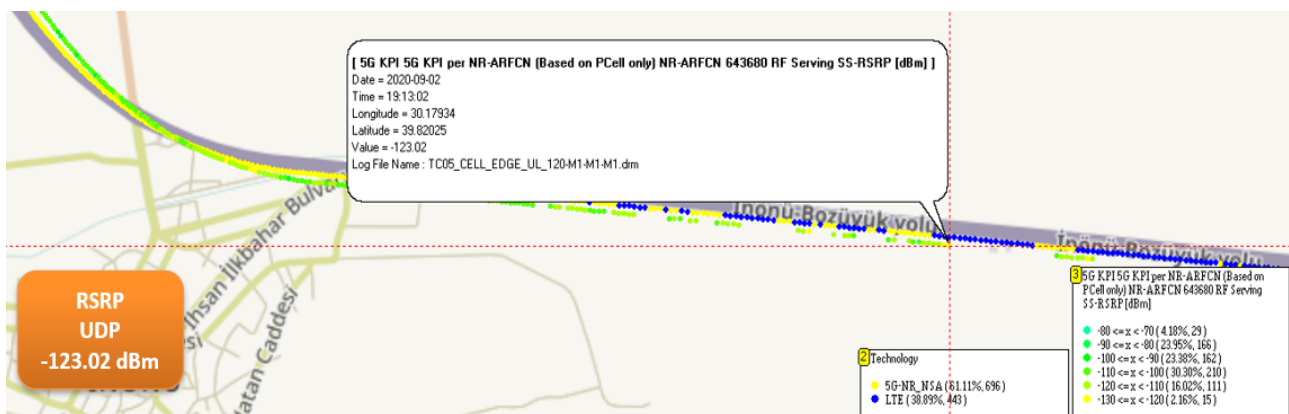 [ 5G KPI 5G KPI per NR-ARFCN (Based on PCell only) NR-ARFCN 643680 RF Serving SS-RSRP [dBm] ]
Date = 2020-09-02
Time = 19:13:02
Longitude = 30.17934
Latitude = 39.82025
Value = -123.02
Log File Name : TC05_CELL_EDGE_UL_120-M1-M1-M1.drm
İnönü-Bozüyük yolu
İnönü-Bozüyük yolu
İhsan İlkbahar Bulva
Caddesi
RSRP
UDP
-123.02 dBm
2 Technology
5G-NR_NSA (61.11%, 696)
LTE (38.89%, 443)
3 5G KPI 5G KPI per NR-ARFCN (Based on
PCell only) NR-ARFCN 643680 RF Serving
SS-RSRP [dBm]
-80 <=x < -70 (4.18%, 29)
-90 <=x < -80 (23.95%, 166)
-100 <=x < -90 (23.38%, 162)
-110 <=x < -100 (30.30%, 210)
-120 <=x < -110 (16.02%, 111)
-130 <=x < -120 (2.16%, 15)